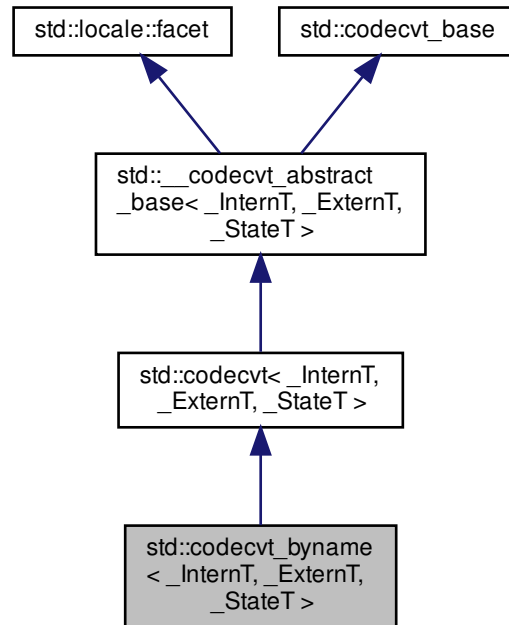 std::locale::facet
std::codecvt_base
std::__codecvt_abstract
_base< _InternT, _ExternT,
_StateT >
std::codecvt< _InternT,
_ExternT, _StateT >
std::codecvt_byname
< _InternT, _ExternT,
_StateT >